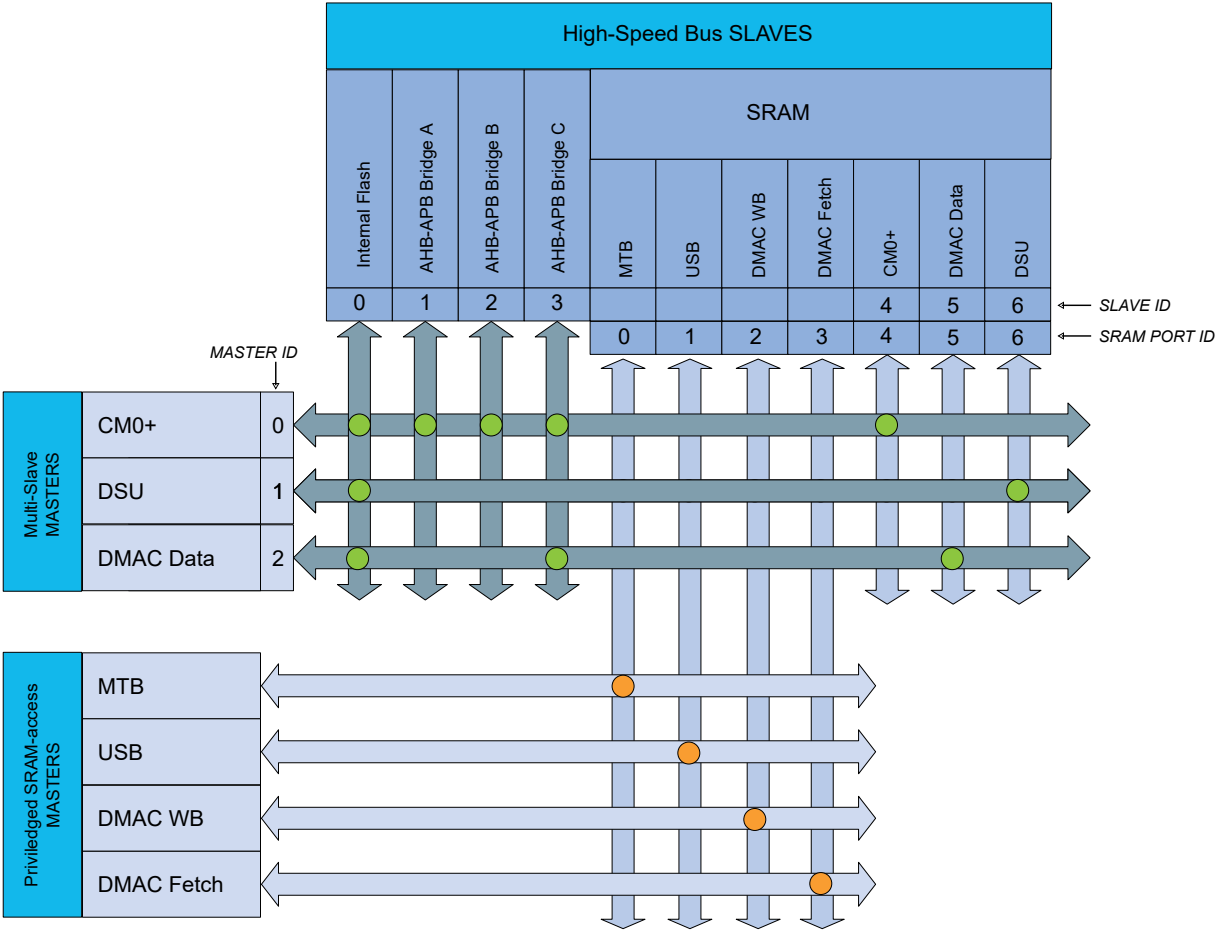 High-Speed Bus SLAVES
SRAM
Internal Flash
AHB-APB Bridge A
AHB-APB Bridge B
AHB-APB Bridge C
MTB
USB
DMAC WB
DMAC Fetch
CM0+
DMAC Data
DSU
0 1 2 3 4 5 6 SLAVE ID
0 1 2 3 4 5 6 SRAM PORT ID
MASTER ID
Multi-Slave
MASTERS
CM0+ 0
DSU 1
DMAC Data 2
Priviledged SRAM-access
MASTERS
MTB
USB
DMAC WB
DMAC Fetch